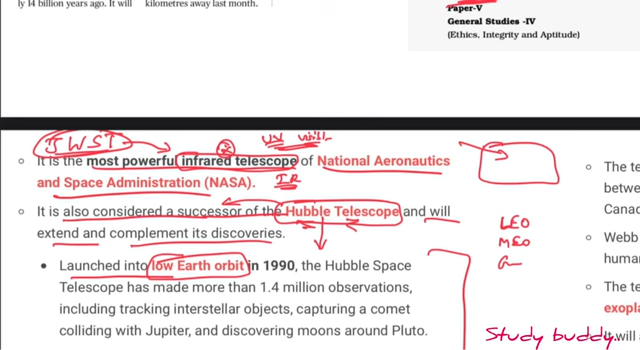 ly 14 billion years ago. It will
kilometres away last month.
Paper-V
General Studies -IV
(Ethics, Integrity and Aptitude)
JWST
UV
It is the most powerful infrared telescope of National Aeronautics
and Space Administration (NASA).
IR
It is also considered a successor of the Hubble Telescope and will
extend and complement its discoveries.
Launched into low Earth orbit in 1990, the Hubble Space
Telescope has made more than 1.4 million observations,
including tracking interstellar objects, capturing a comet
colliding with Jupiter, and discovering moons around Pluto.
LEO
MEO
G
The te
betwe
Canad
Webb
human
The te
exopla
It will
Study buddy